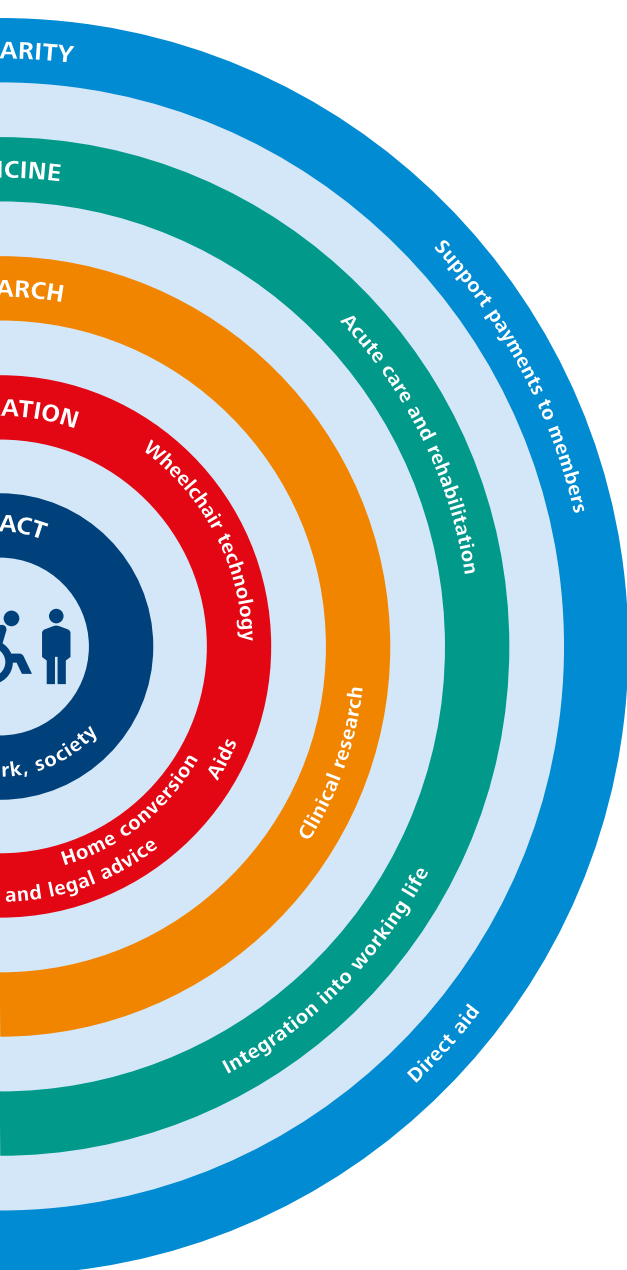 ARITY
Support payments to members
Direct aid
ICINE
Acute care and rehabilitation
Integration into working life
ARCH
Clinical research
ATION
Wheelchair technology
Aids
Home conversion
and legal advice
ACT
rk, society